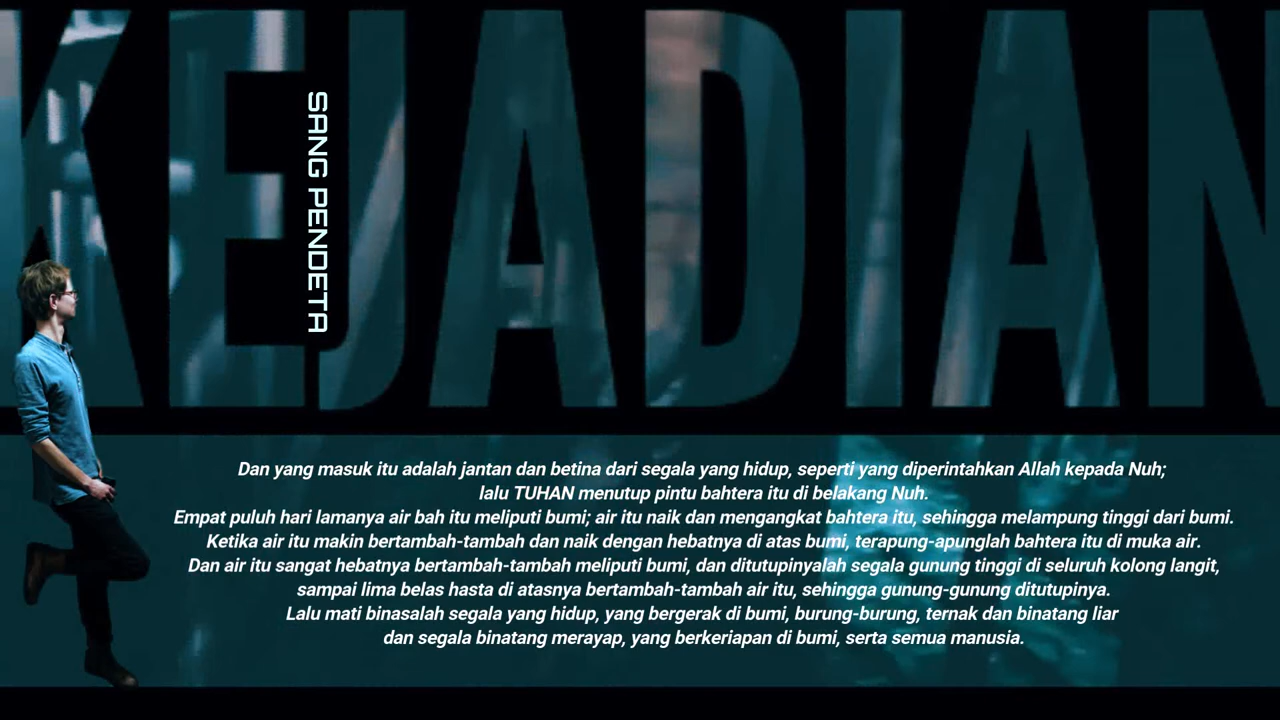 KEJADIAN
SANG PENDETA
Dan yang masuk itu adalah jantan dan betina dari segala yang hidup, seperti yang diperintahkan Allah kepada Nuh;
lalu TUHAN menutup pintu bahtera itu di belakang Nuh.
Empat puluh hari lamanya air bah itu meliputi bumi; air itu naik dan mengangkat bahtera itu, sehingga melampung tinggi dari bumi.
Ketika air itu makin bertambah-tambah dan naik dengan hebatnya di atas bumi, terapung-apunglah bahtera itu di muka air.
Dan air itu sangat hebatnya bertambah-tambah meliputi bumi, dan ditutupinyalah segala gunung tinggi di seluruh kolong langit,
sampai lima belas hasta di atasnya bertambah-tambah air itu, sehingga gunung-gunung ditutupinya.
Lalu mati binasalah segala yang hidup, yang bergerak di bumi, burung-burung, ternak dan binatang liar
dan segala binatang merayap, yang berkeriapan di bumi, serta semua manusia.